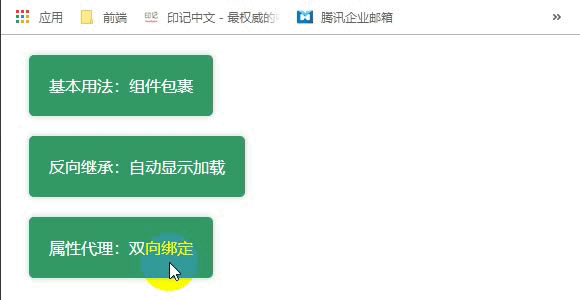 应用 前端 印记中文 - 最权威的 腾讯企业邮箱 »
基本用法：组件包裹
反向继承：自动显示加载
属性代理：双向绑定